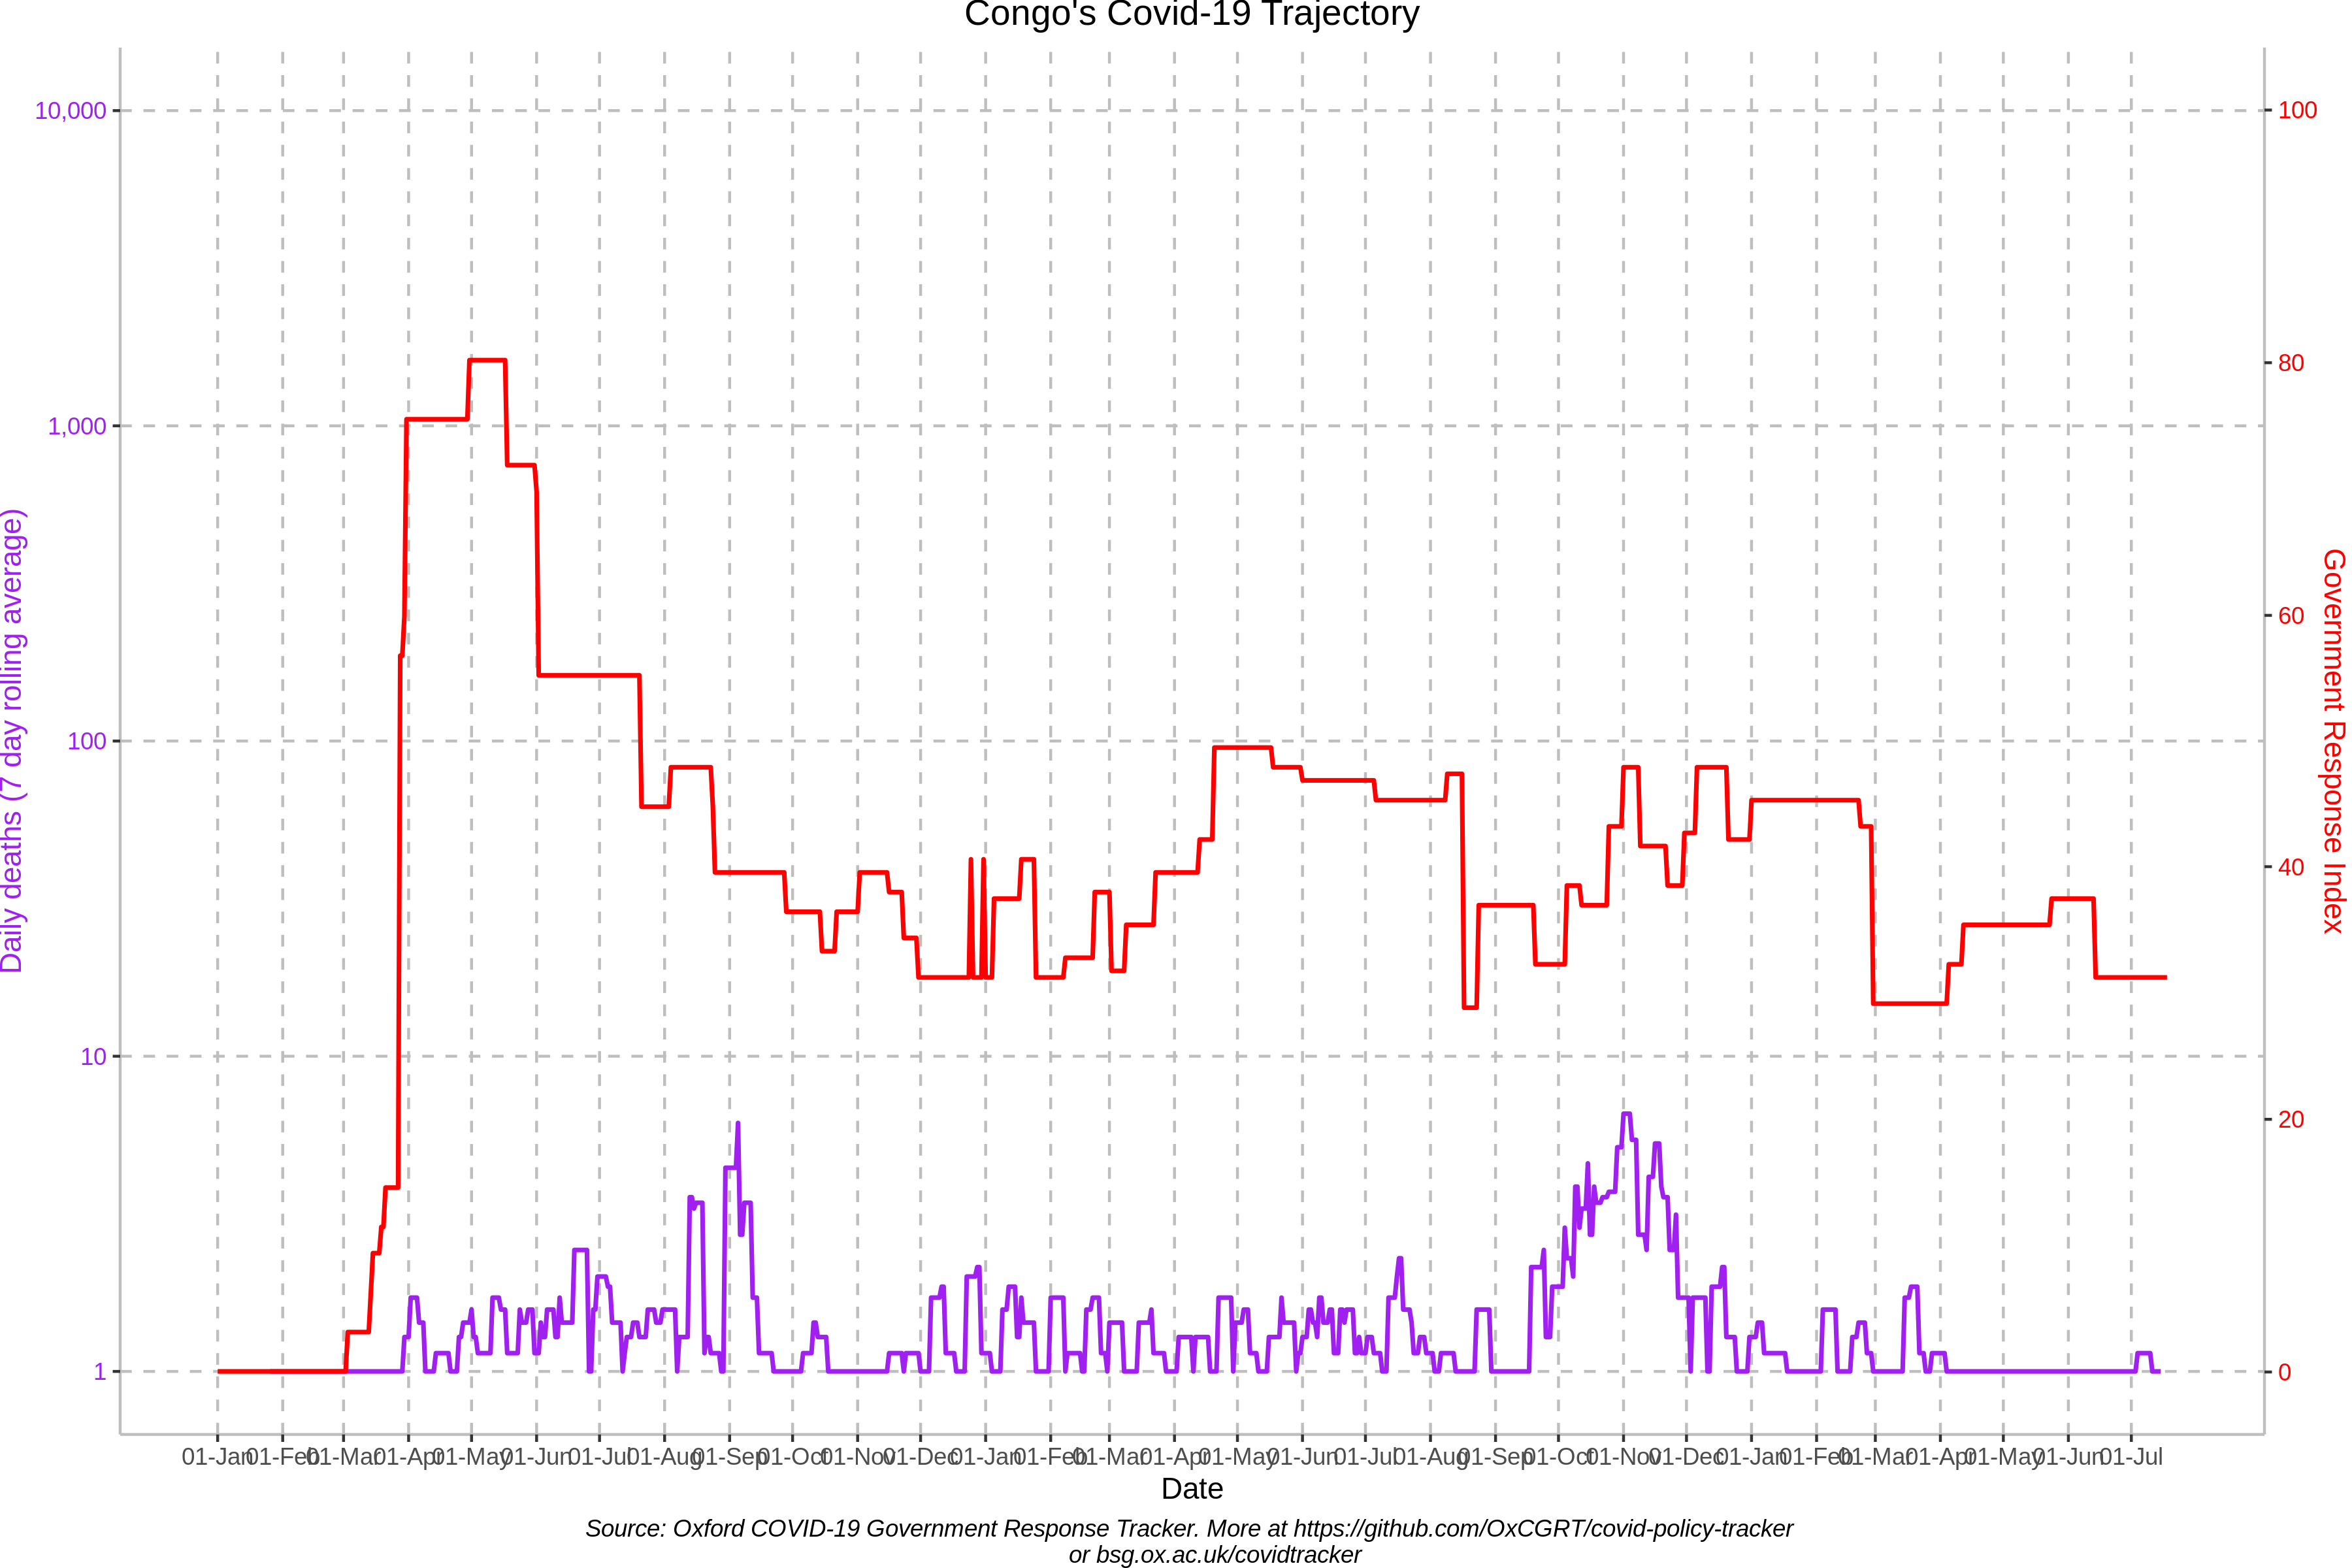 Congo's Covid-19 Trajectory
10,000
1,000
100
10
1
Daily deaths (7 day rolling average)
100
80
60
40
20
0
Government Response Index
01-Jan 01-Feb 01-Mar 01-Apr 01-May 01-Jun 01-Jul 01-Aug 01-Sep 01-Oct 01-Nov 01-Dec 01-Jan 01-Feb 01-Mar 01-Apr 01-May 01-Jun 01-Jul 01-Aug 01-Sep 01-Oct 01-Nov 01-Dec 01-Jan 01-Feb 01-Mar 01-Apr 01-May 01-Jun 01-Jul
Date
Source: Oxford COVID-19 Government Response Tracker. More at https://github.com/OxCGRT/covid-policy-tracker
or bsg.ox.ac.uk/covidtracker